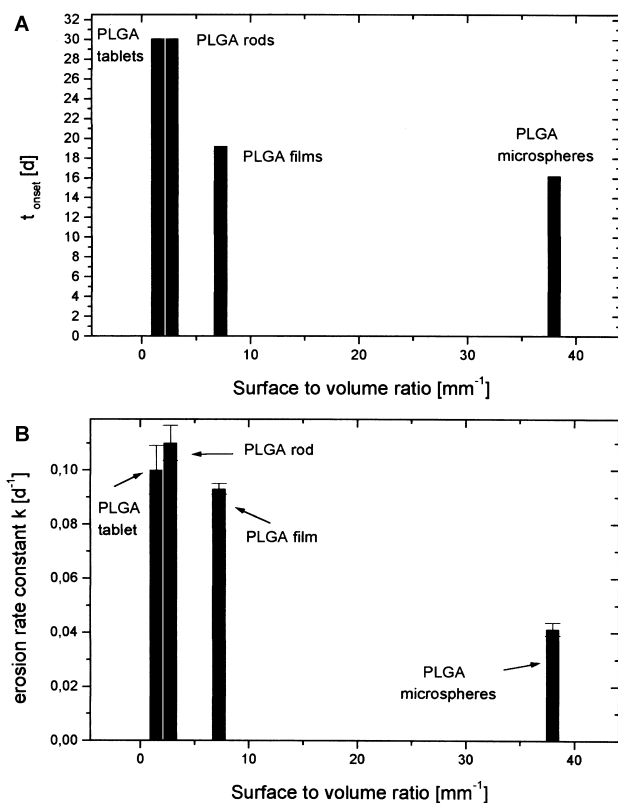 A
PLGA
tablets
PLGA rods
PLGA films
PLGA
microspheres
30
28
26
24
22
20
18
16
14
12
10
8
6
4
2
0
t onset [d]
0
10
20
30
40
Surface to volume ratio [mm-1]
B
PLGA rod
PLGA
tablet
PLGA film
PLGA
microspheres
0,10
0,08
0,06
0,04
0,02
0,00
erosion rate constant k [d-1]
0
10
20
30
40
Surface to volume ratio [mm-1]